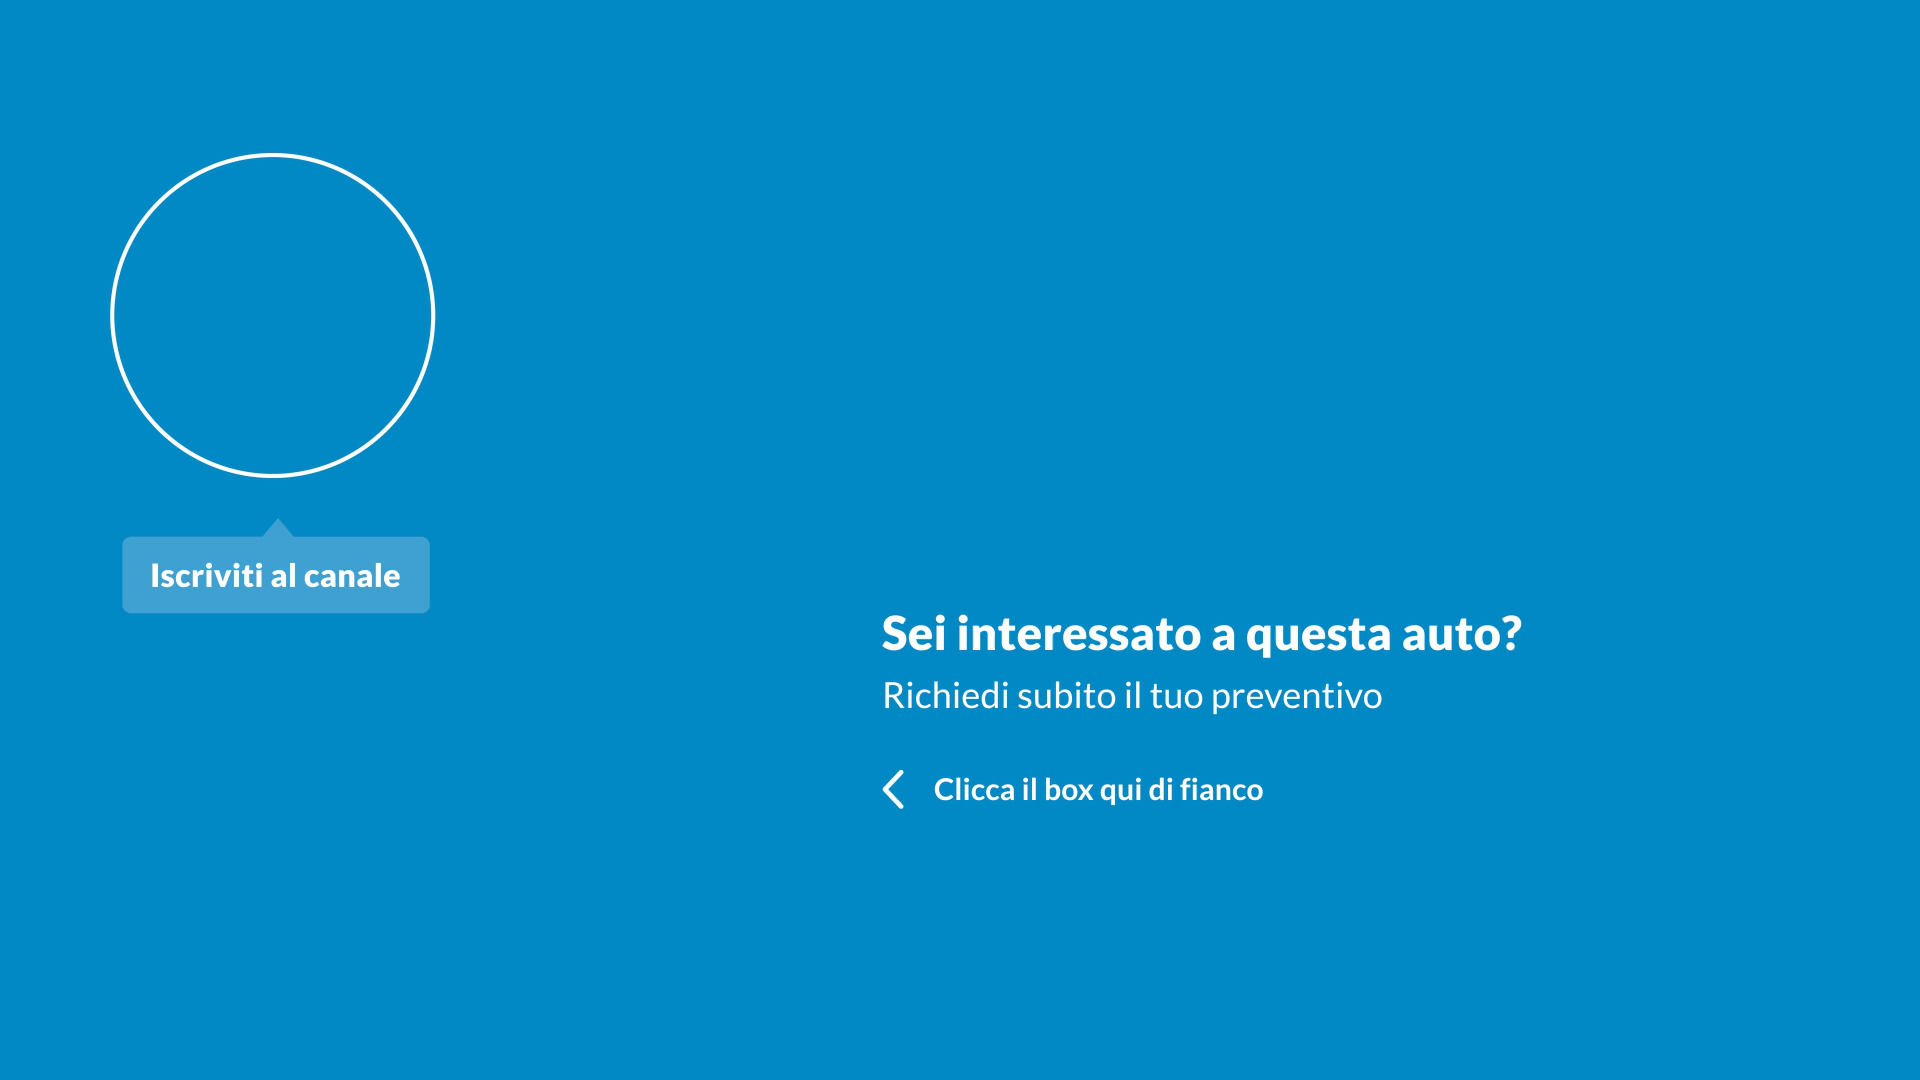 Iscriviti al canale
Sei interessato a questa auto?
Richiedi subito il tuo preventivo
Clicca il box qui di fianco